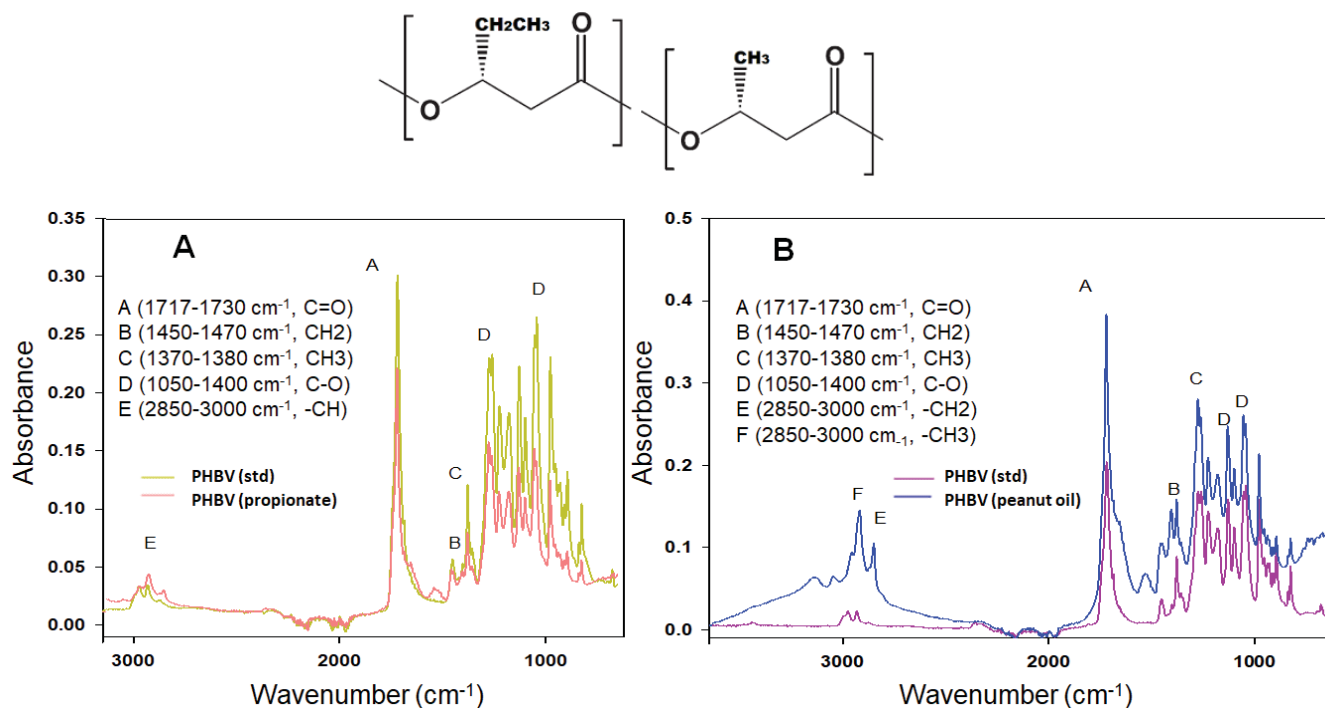 CH2CH3
O
O
CH3
O
O
0.35
0.30
0.25
0.20
0.15
0.10
0.05
0.00
Absorbance
A
A
D
D
A (1717-1730 cm-1, C=O)
B (1450-1470 cm-1, CH2)
C (1370-1380 cm-1, CH3)
D (1050-1400 cm-1, C-O)
E (2850-3000 cm-1, -CH)
PHBV (std)
PHBV (propionate)
C
B
E
3000
2000
1000
Wavenumber (cm-1)
0.5
0.4
0.3
0.2
0.1
0.0
Absorbance
B
A
A (1717-1730 cm-1, C=O)
B (1450-1470 cm-1, CH2)
C (1370-1380 cm-1, CH3)
D (1050-1400 cm-1, C-O)
E (2850-3000 cm-1, -CH2)
F (2850-3000 cm-1, -CH3)
C
D
D
PHBV (std)
PHBV (peanut oil)
B
F
E
3000
2000
1000
Wavenumber (cm-1)